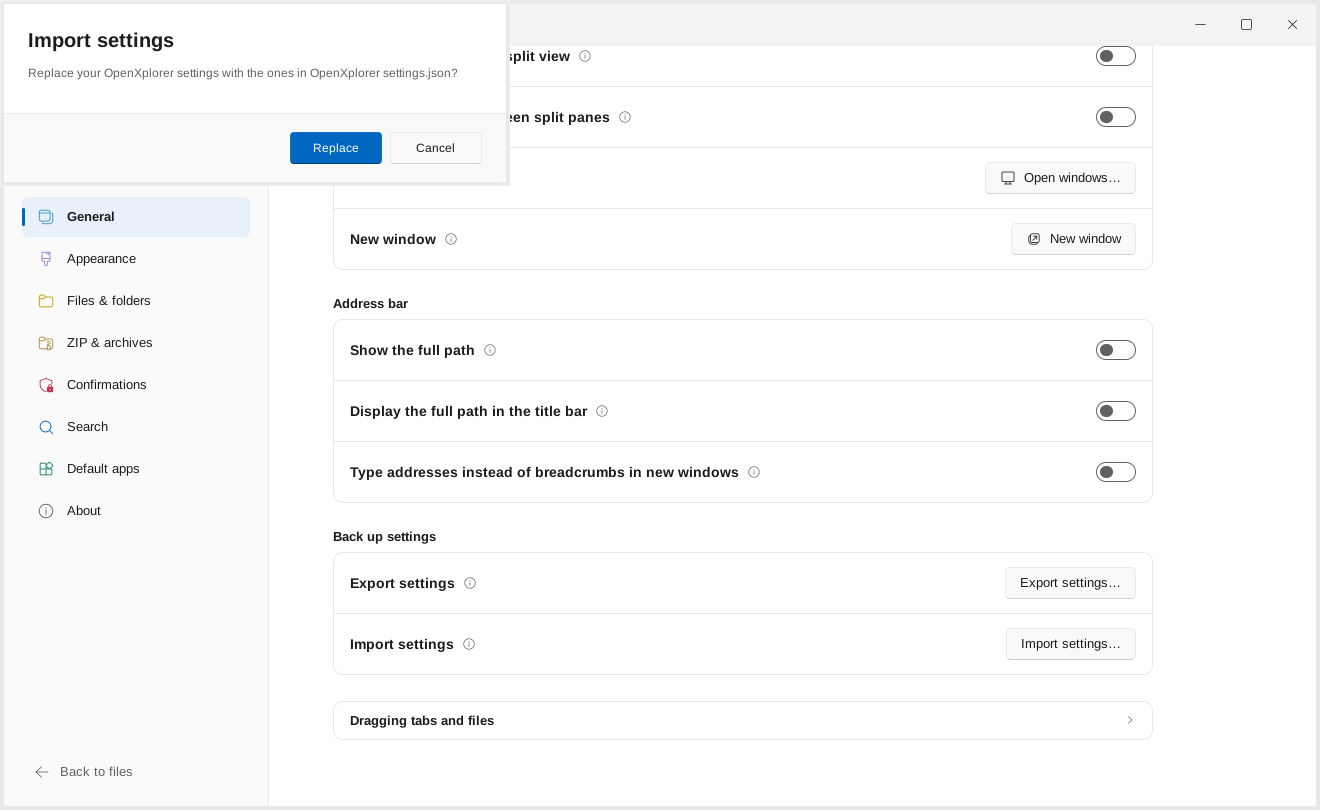 Import settings
Replace your OpenXplorer settings with the ones in OpenXplorer settings.json?
Replace
Cancel
split view
split panes
Open windows…
New window
New window
Address bar
Show the full path
Display the full path in the title bar
Type addresses instead of breadcrumbs in new windows
Back up settings
Export settings
Export settings…
Import settings
Import settings…
Dragging tabs and files
General
Appearance
Files & folders
ZIP & archives
Confirmations
Search
Default apps
About
Back to files